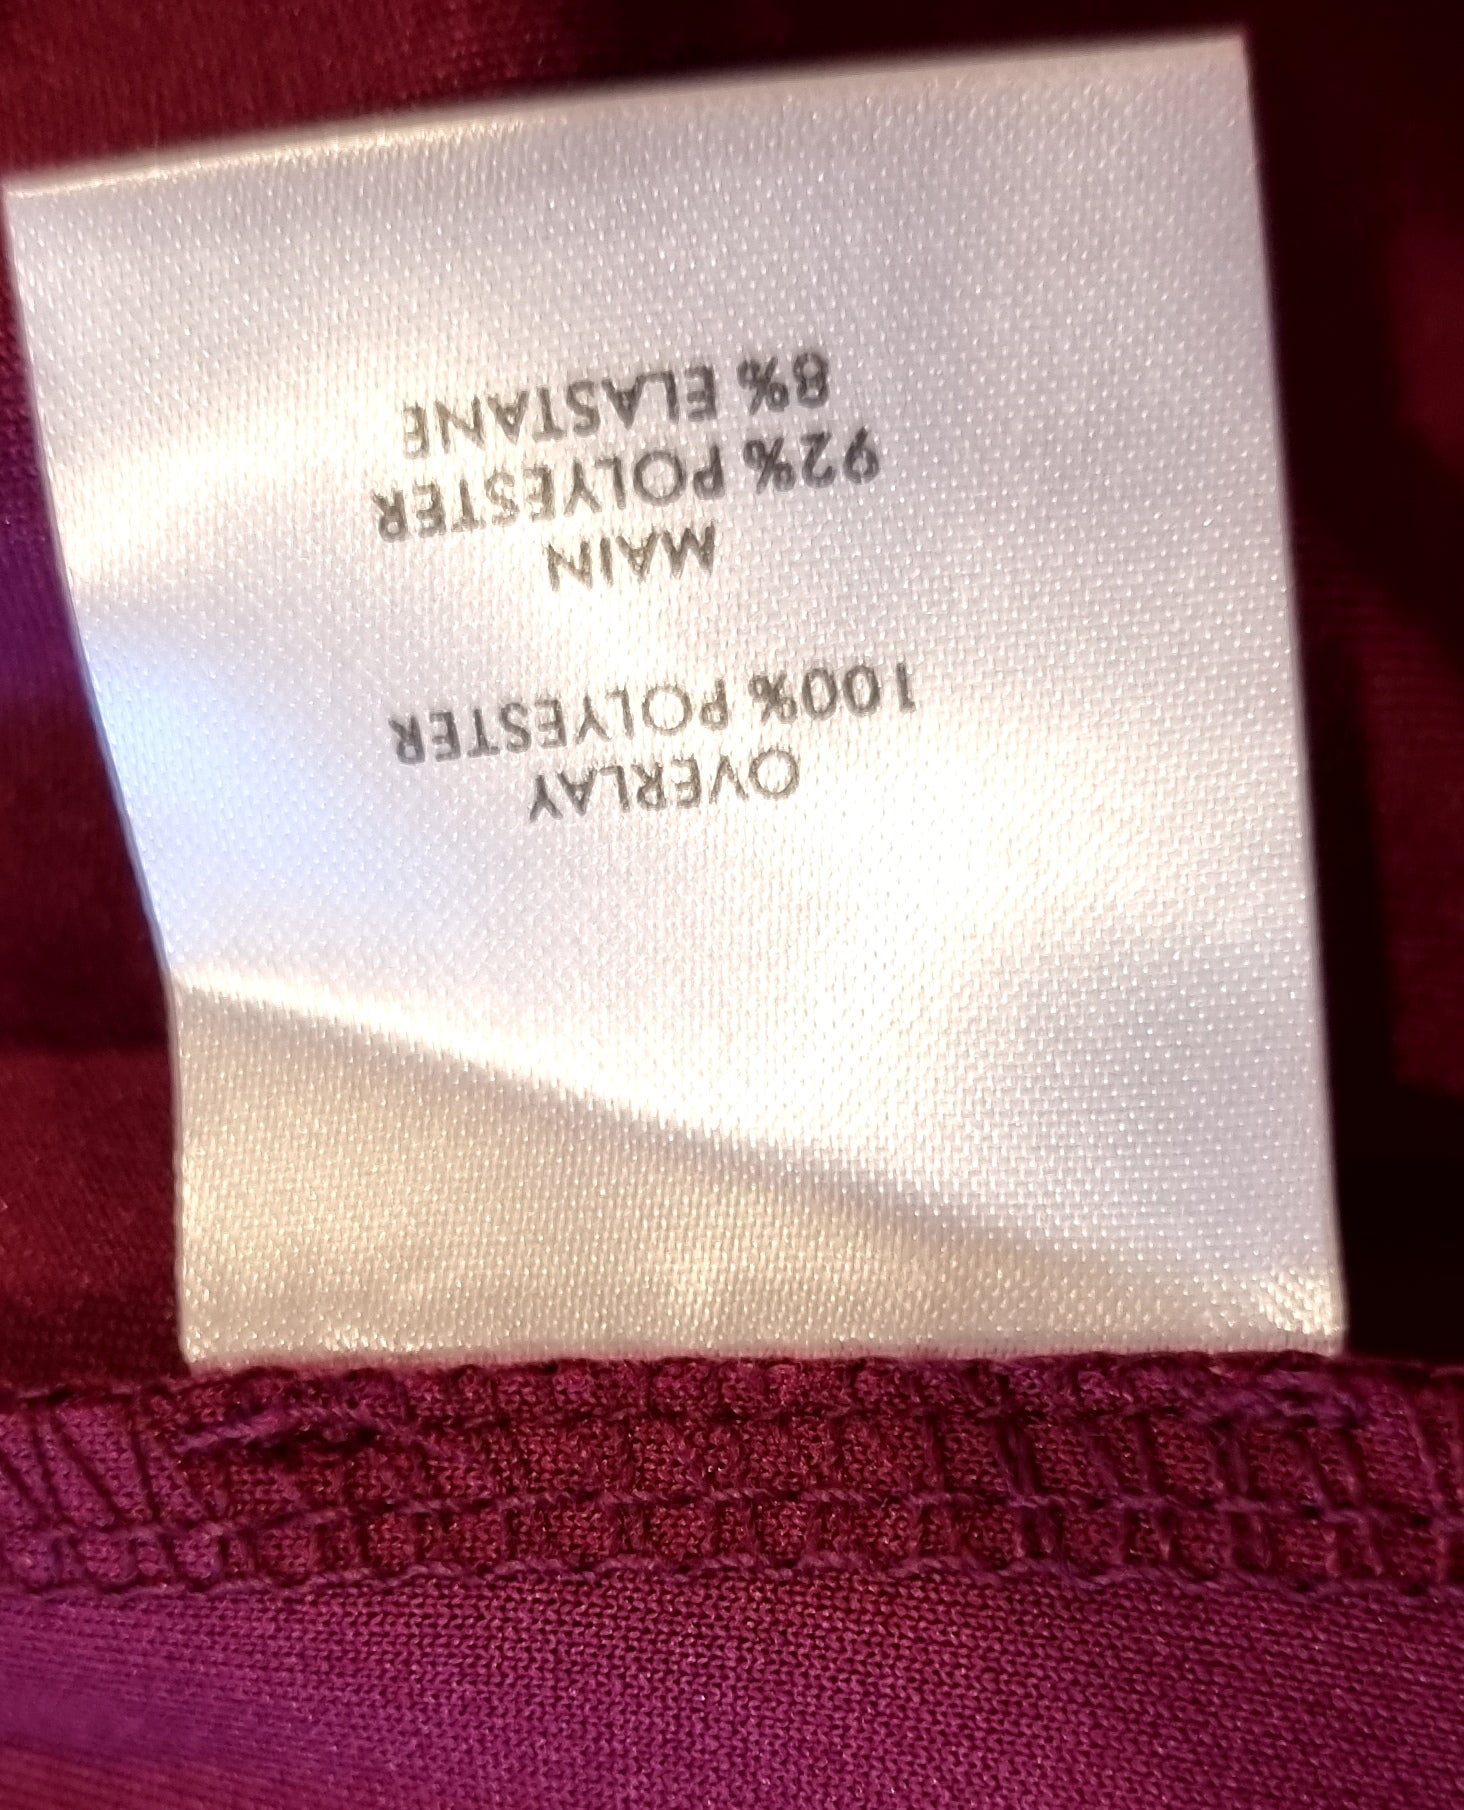 OVERLAY
100% POLYESTER
MAIN
92% POLYESTER
8% ELASTANE